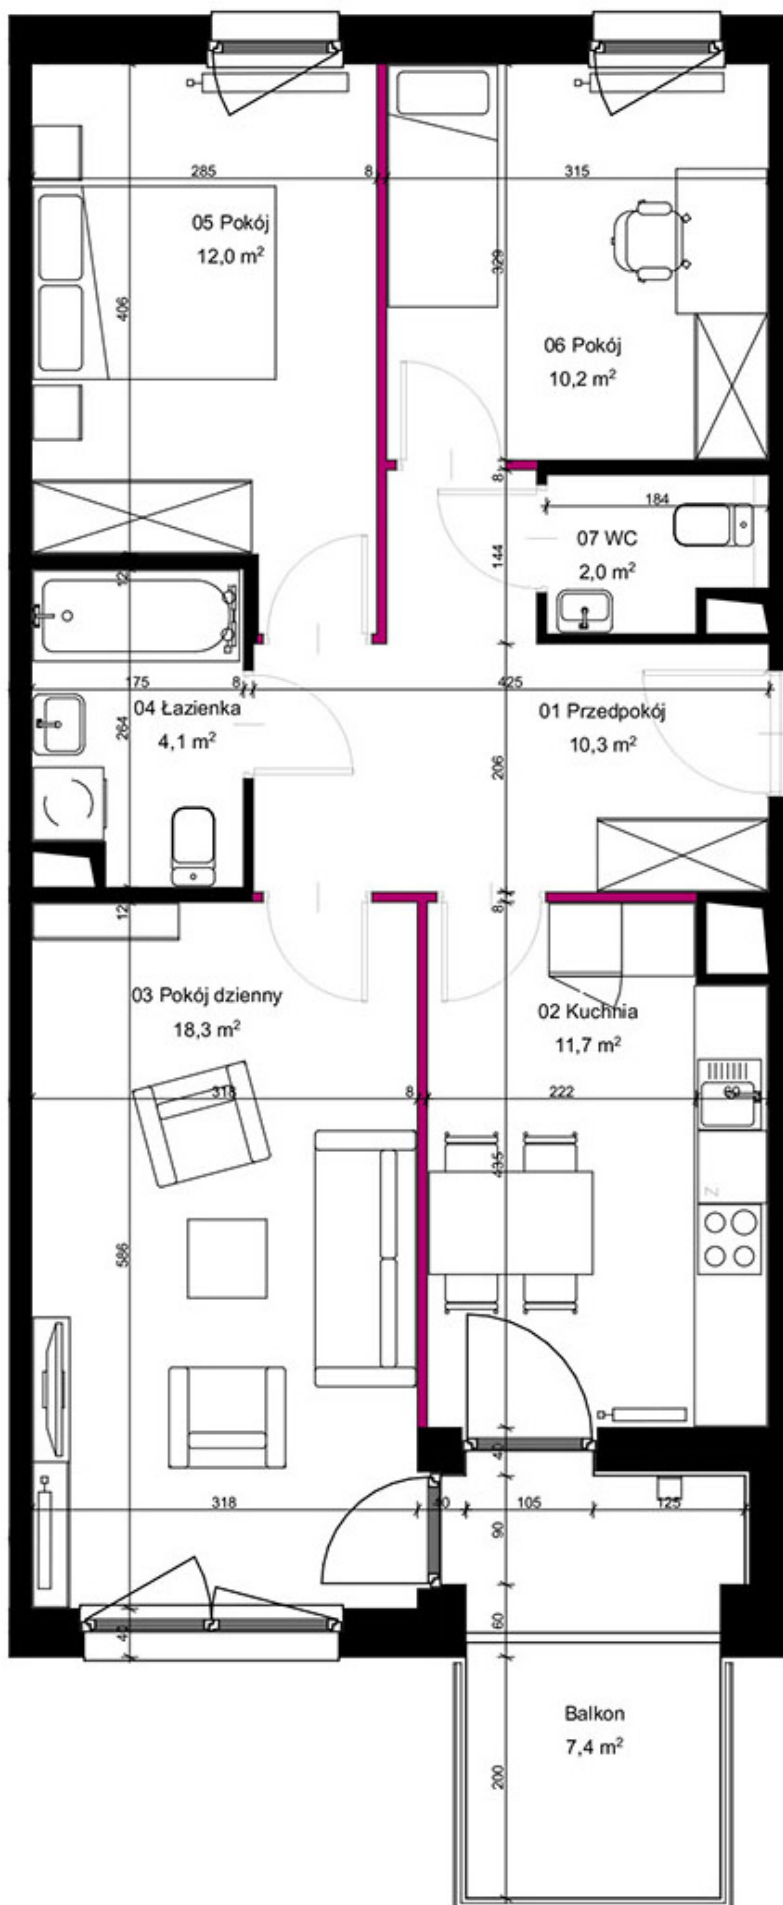 285
8
315
05 Pokój
12,0 m²
329
406
06 Pokój
10,2 m²
8
184
144
07 WC
2,0 m²
12
175
8
425
04 Łazienka
4,1 m²
264
01 Przedpokój
10,3 m²
206
12
8
03 Pokój dzienny
18,3 m²
02 Kuchnia
11,7 m²
318
8
222
60
435
Z
586
40
318
40
105
125
90
60
40
Balkon
7,4 m²
200